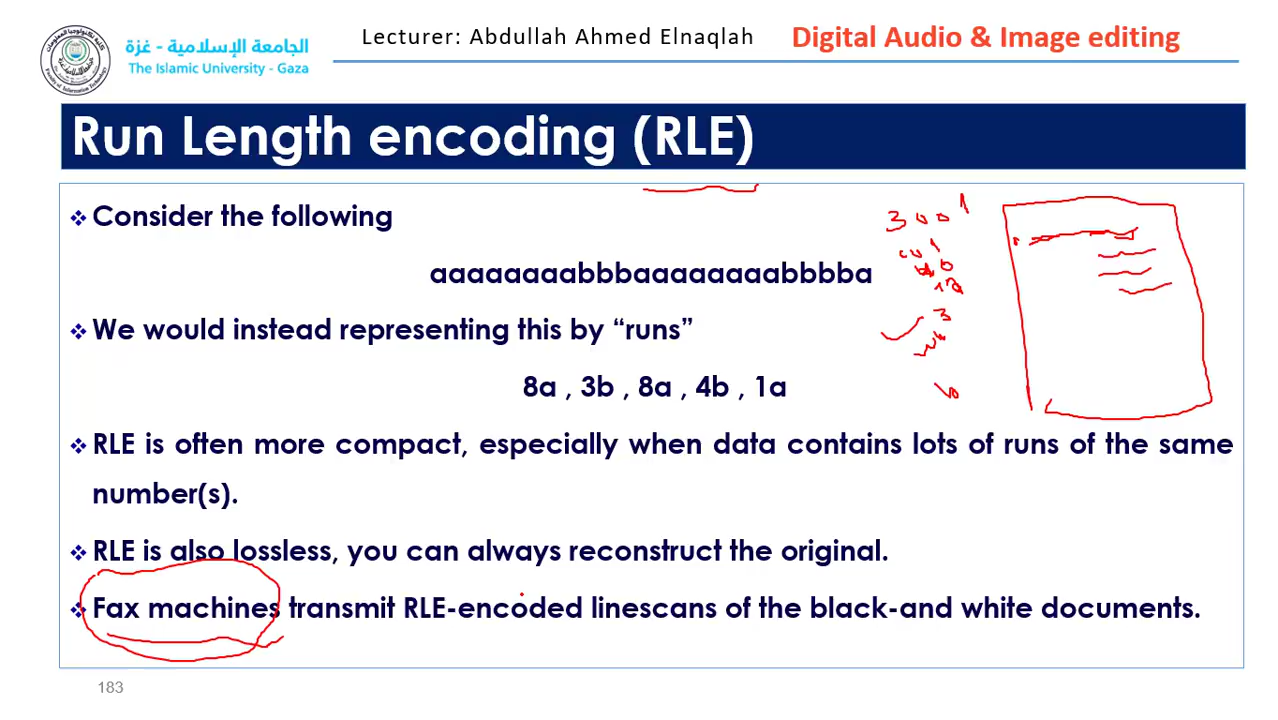 الجامعة الإسلامية - غزة
The Islamic University - Gaza
Lecturer: Abdullah Ahmed Elnaqlah
Digital Audio & Image editing
Run Length encoding (RLE)
❖ Consider the following
aaaaaaaabbbaaaaaaaabbbba
❖ We would instead representing this by “runs”
8a , 3b , 8a , 4b , 1a
❖ RLE is often more compact, especially when data contains lots of runs of the same
number(s).
❖ RLE is also lossless, you can always reconstruct the original.
❖ Fax machines transmit RLE-encoded linescans of the black-and white documents.
183
300 1